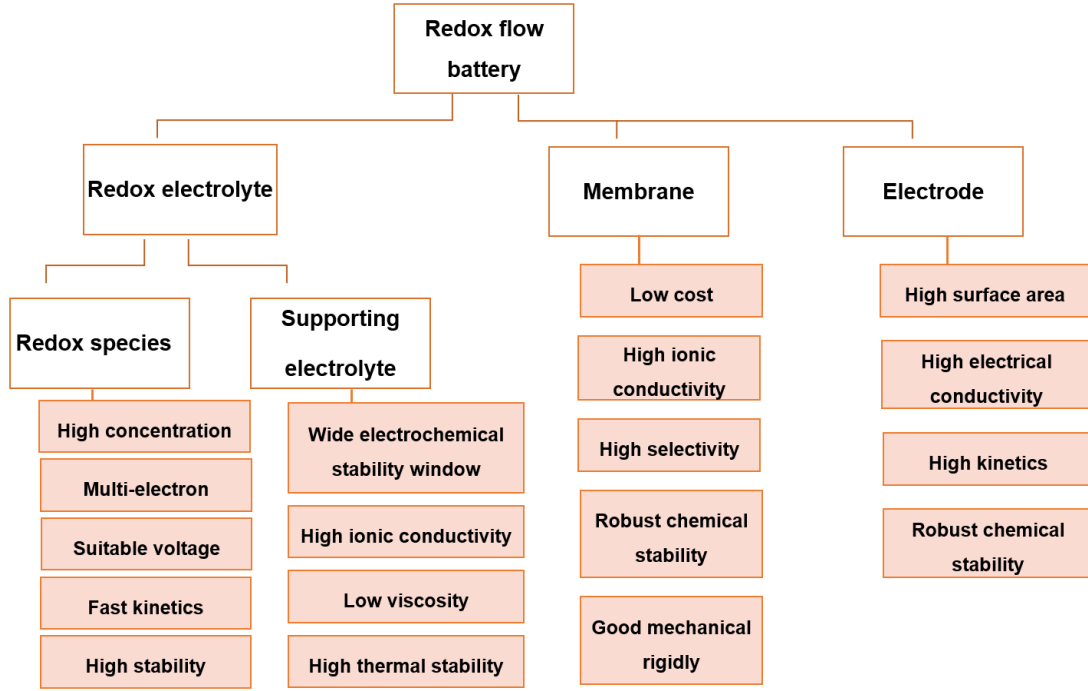 Redox flow
battery
Redox electrolyte
Membrane
Electrode
Redox species
Supporting
electrolyte
High concentration
Multi-electron
Suitable voltage
Fast kinetics
High stability
Wide electrochemical
stability window
High ionic conductivity
Low viscosity
High thermal stability
Low cost
High ionic
conductivity
High selectivity
Robust chemical
stability
Good mechanical
rigidly
High surface area
High electrical
conductivity
High kinetics
Robust chemical
stability